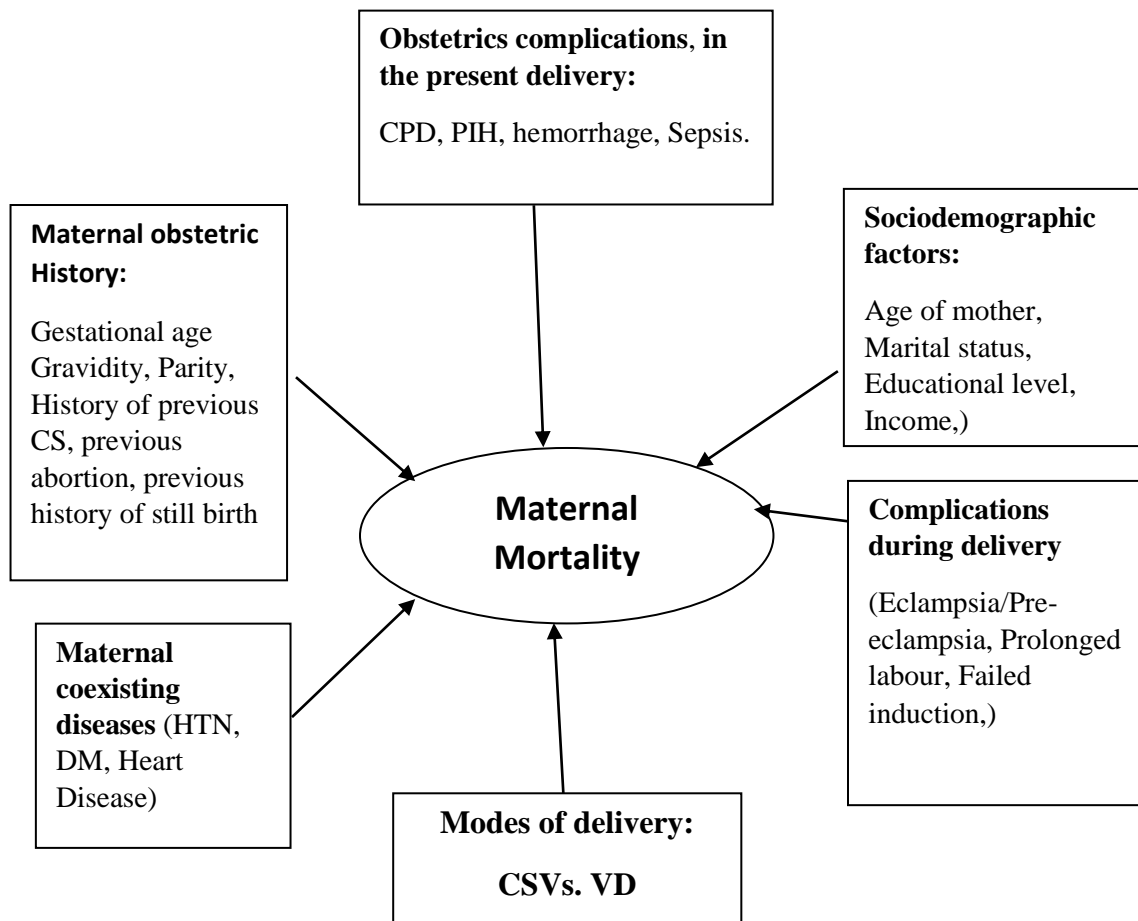 Obstetrics complications, in
the present delivery:
CPD, PIH, hemorrhage, Sepsis.
Maternal obstetric
History:
Gestational age
Gravidity, Parity,
History of previous
CS, previous
abortion, previous
history of still birth
Sociodemographic
factors:
Age of mother,
Marital status,
Educational level,
Income,)
Maternal
Mortality
Complications
during delivery
(Eclampsia/Pre-
eclampsia, Prolonged
labour, Failed
induction,)
Maternal
coexisting
diseases (HTN,
DM, Heart
Disease)
Modes of delivery:
CSVs. VD